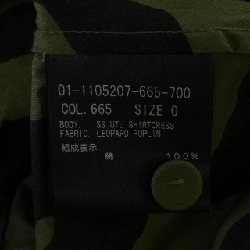 01-1105207-665-700
COL. 665 SIZE 0
BODY. SS UTL SHIRTDRESS
FABRIC. LEOPARD POPLIN
組成表示
綿 100%